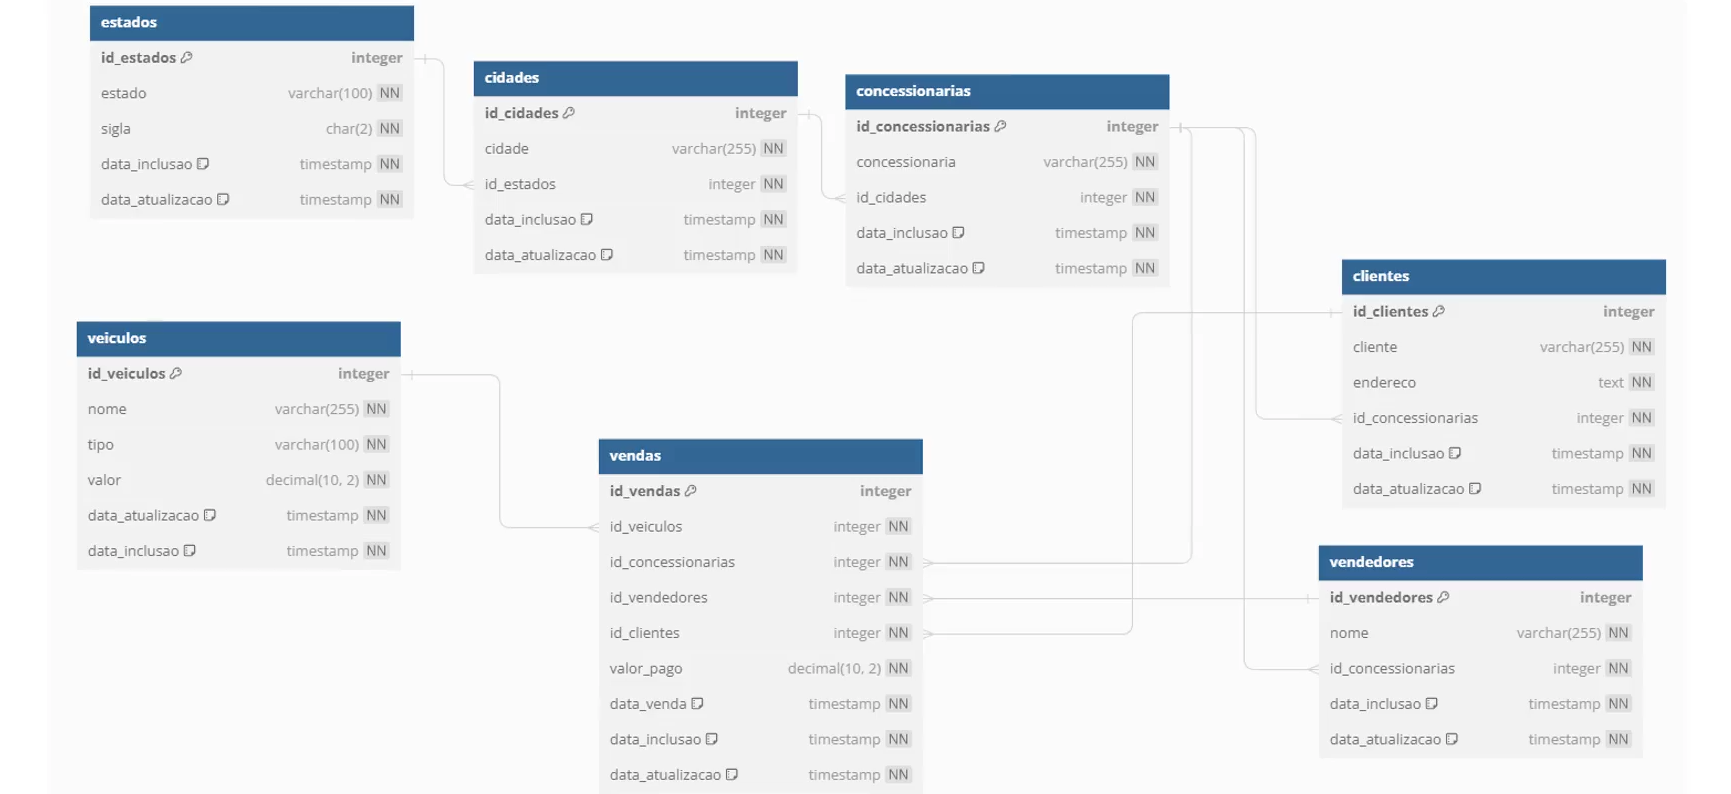 estados
id_estados integer
estado varchar(100) NN
sigla char(2) NN
data_inclusao timestamp NN
data_atualizacao timestamp NN
cidades
id_cidades integer
cidade varchar(255) NN
id_estados integer NN
data_inclusao timestamp NN
data_atualizacao timestamp NN
concessionarias
id_concessionarias integer
concessionaria varchar(255) NN
id_cidades integer NN
data_inclusao timestamp NN
data_atualizacao timestamp NN
clientes
id_clientes integer
cliente varchar(255) NN
endereco text NN
id_concessionarias integer NN
data_inclusao timestamp NN
data_atualizacao timestamp NN
veiculos
id_veiculos integer
nome varchar(255) NN
tipo varchar(100) NN
valor decimal(10, 2) NN
data_atualizacao timestamp NN
data_inclusao timestamp NN
vendas
id_vendas integer
id_veiculos integer NN
id_concessionarias integer NN
id_vendedores integer NN
id_clientes integer NN
valor_pago decimal(10, 2) NN
data_venda timestamp NN
data_inclusao timestamp NN
data_atualizacao timestamp NN
vendedores
id_vendedores integer
nome varchar(255) NN
id_concessionarias integer NN
data_inclusao timestamp NN
data_atualizacao timestamp NN